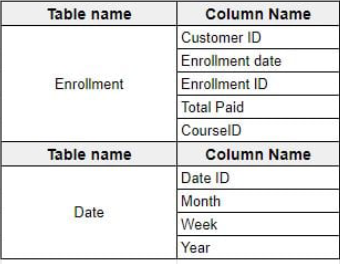 Table name Column Name
Enrollment
Customer ID
Enrollment date
Enrollment ID
Total Paid
CourseID
Table name Column Name
Date
Date ID
Month
Week
Year